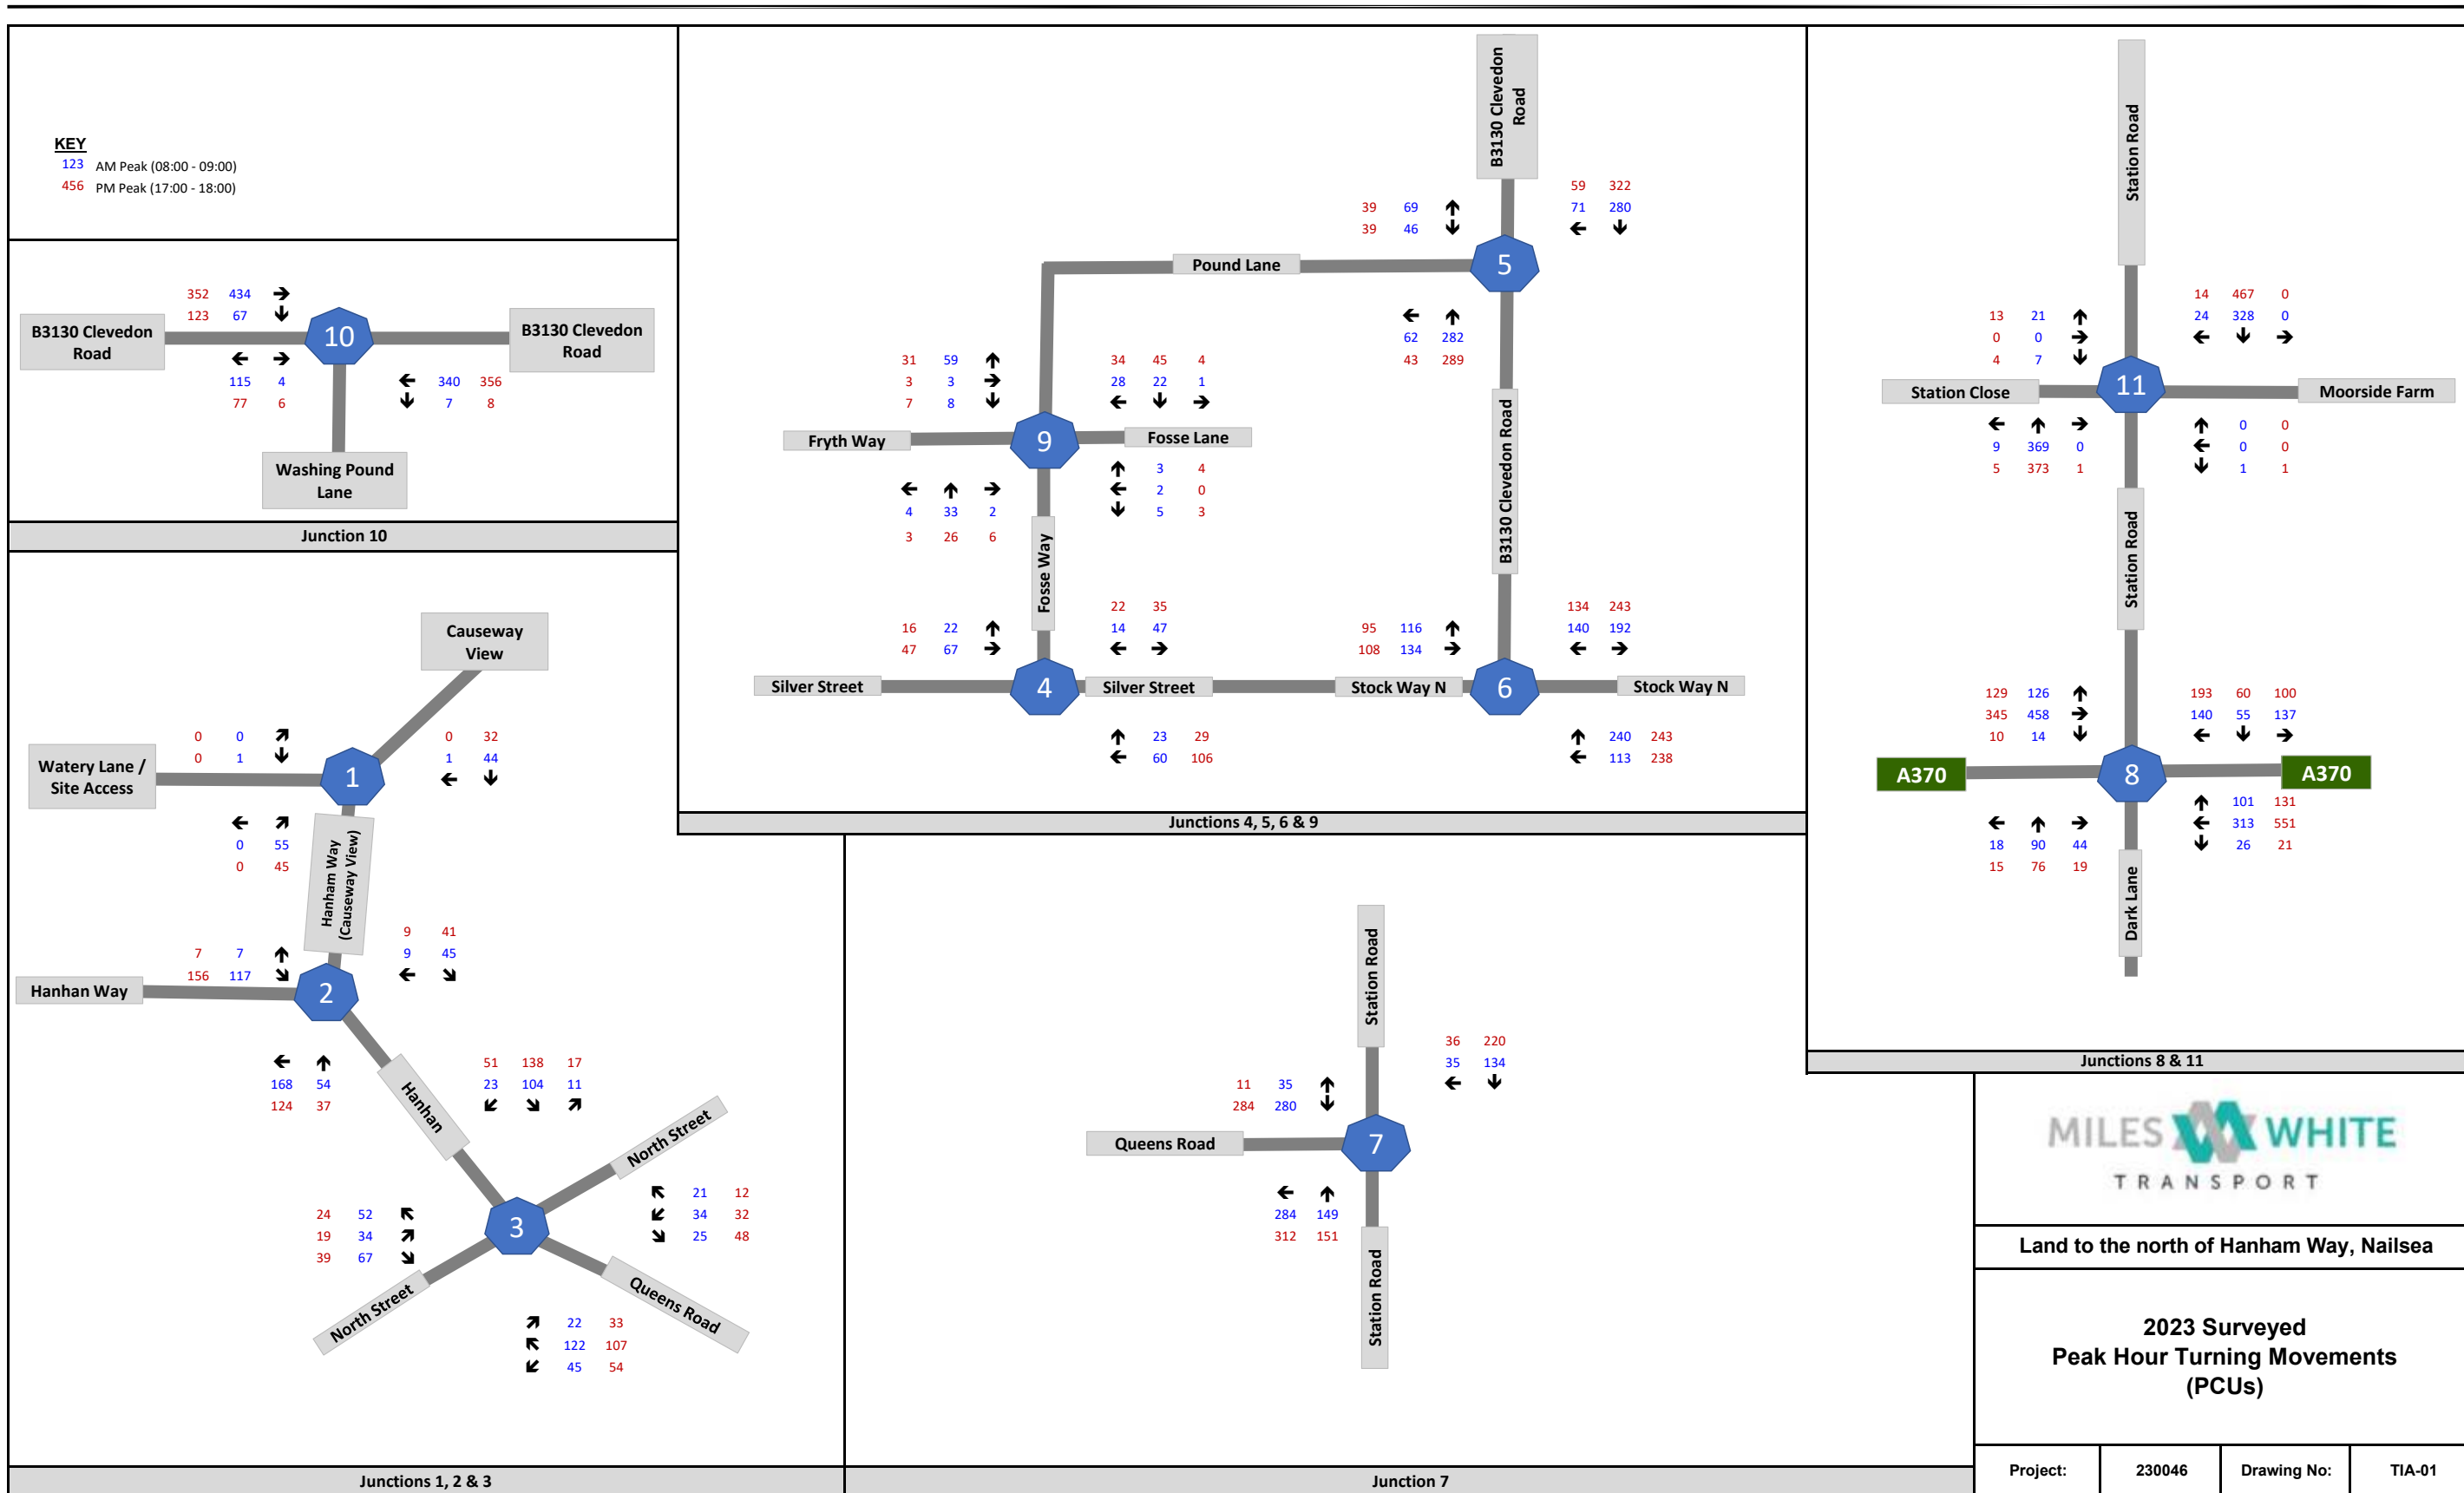 KEY
123 AM Peak (08:00 - 09:00)
456 PM Peak (17:00 - 18:00)
352 434 →
123 67 ↓
B3130 Clevedon
Road
10
B3130 Clevedon
Road
← →
115 4
77 6
← 340 356
↓ 7 8
Washing Pound
Lane
Junction 10
Causeway
View
0 0 ↗
0 1 ↓
0 32
1 44
← ↓
Watery Lane /
Site Access
1
← ↗
0 55
0 45
Hanham Way
(Causeway View)
7 7 ↑
156 117 ↘
9 41
9 45
← ↘
Hanhan Way
2
← ↑
168 54
124 37
Hanhan
51 138 17
23 104 11
↙ ↘ ↗
North Street
24 52 ↖
19 34 ↗
39 67 ↘
3
↖ 21 12
↙ 34 32
↘ 25 48
North Street
Queens Road
↗ 22 33
↖ 122 107
↙ 45 54
Junctions 1, 2 & 3
B3130 Clevedon
Road
39 69 ↑
39 46 ↓
59 322
71 280
← ↓
Pound Lane
5
← ↑
62 282
43 289
31 59 ↑
3 3 →
7 8 ↓
34 45 4
28 22 1
← ↓ →
Fryth Way
9
Fosse Lane
← ↑ →
4 33 2
3 26 6
↑ 3 4
← 2 0
↓ 5 3
Fosse Way
B3130 Clevedon Road
16 22 ↑
47 67 →
22 35
14 47
← →
95 116 ↑
108 134 →
134 243
140 192
← →
Silver Street
4
Silver Street
Stock Way N
6
Stock Way N
↑ 23 29
← 60 106
↑ 240 243
← 113 238
Junctions 4, 5, 6 & 9
Station Road
11 35 ↑
284 280 ↓
36 220
35 134
← ↓
Queens Road
7
← ↑
284 149
312 151
Station Road
Junction 7
Station Road
13 21 ↑
0 0 →
4 7 ↓
14 467 0
24 328 0
← ↓ →
Station Close
11
Moorside Farm
← ↑ →
9 369 0
5 373 1
↑ 0 0
← 0 0
↓ 1 1
Station Road
129 126 ↑
345 458 →
10 14 ↓
193 60 100
140 55 137
← ↓ →
A370
8
A370
← ↑ →
18 90 44
15 76 19
↑ 101 131
← 313 551
↓ 26 21
Dark Lane
Junctions 8 & 11
MILES WHITE
TRANSPORT
Land to the north of Hanham Way, Nailsea
2023 Surveyed
Peak Hour Turning Movements
(PCUs)
Project: 230046 Drawing No: TIA-01